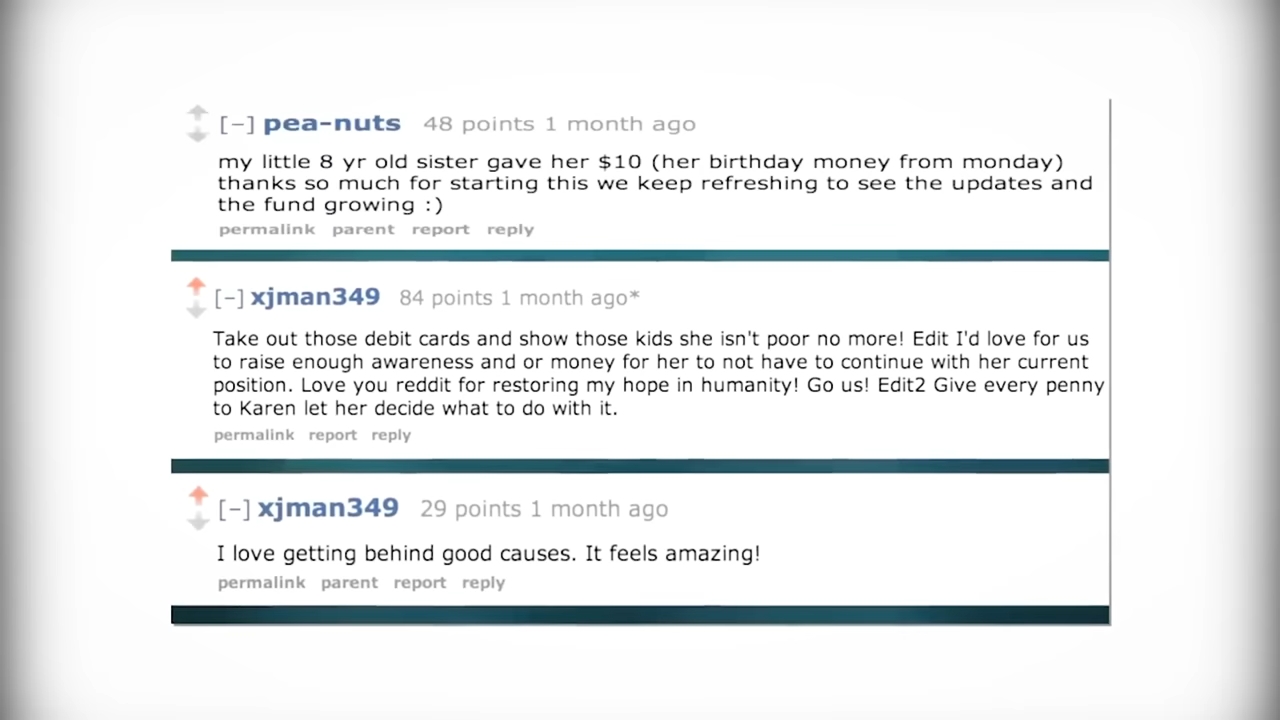 [–] pea-nuts 48 points 1 month ago
my little 8 yr old sister gave her $10 (her birthday money from monday)
thanks so much for starting this we keep refreshing to see the updates and
the fund growing :)
permalink parent report reply
[–] xjman349 84 points 1 month ago*
Take out those debit cards and show those kids she isn't poor no more! Edit I'd love for us
to raise enough awareness and or money for her to not have to continue with her current
position. Love you reddit for restoring my hope in humanity! Go us! Edit2 Give every penny
to Karen let her decide what to do with it.
permalink report reply
[–] xjman349 29 points 1 month ago
I love getting behind good causes. It feels amazing!
permalink parent report reply